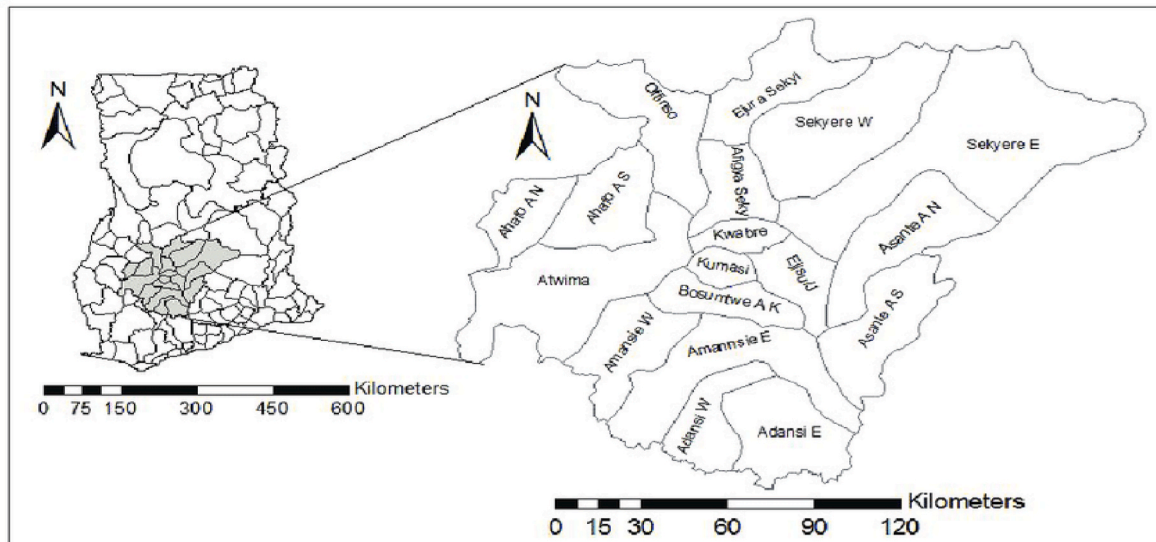 N
Kilometers
0 75 150 300 450 600
N
Offinso
Ejura Sekyi
Sekyere W
Sekyere E
Afigya Seky
Ahafo A N
Ahafo A S
Asante A N
Kwabre
Kumasi
Ejisu/J
Atwima
Bosumtwe A K
Asante A S
Amansie W
Amannsie E
Adansi W
Adansi E
Kilometers
0 15 30 60 90 120